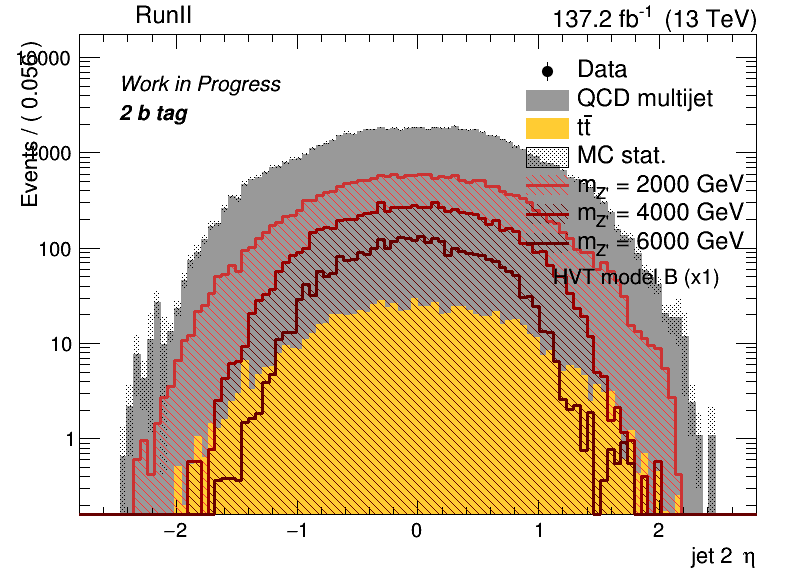 RunII
137.2 fb⁻¹ (13 TeV)
Work in Progress
2 b tag
Data
QCD multijet
tt̄
MC stat.
m_Z' = 2000 GeV
m_Z' = 4000 GeV
m_Z' = 6000 GeV
HVT model B (x1)
Events / ( 0.056 )
10000
1000
100
10
1
−2
−1
0
1
2
jet 2 η